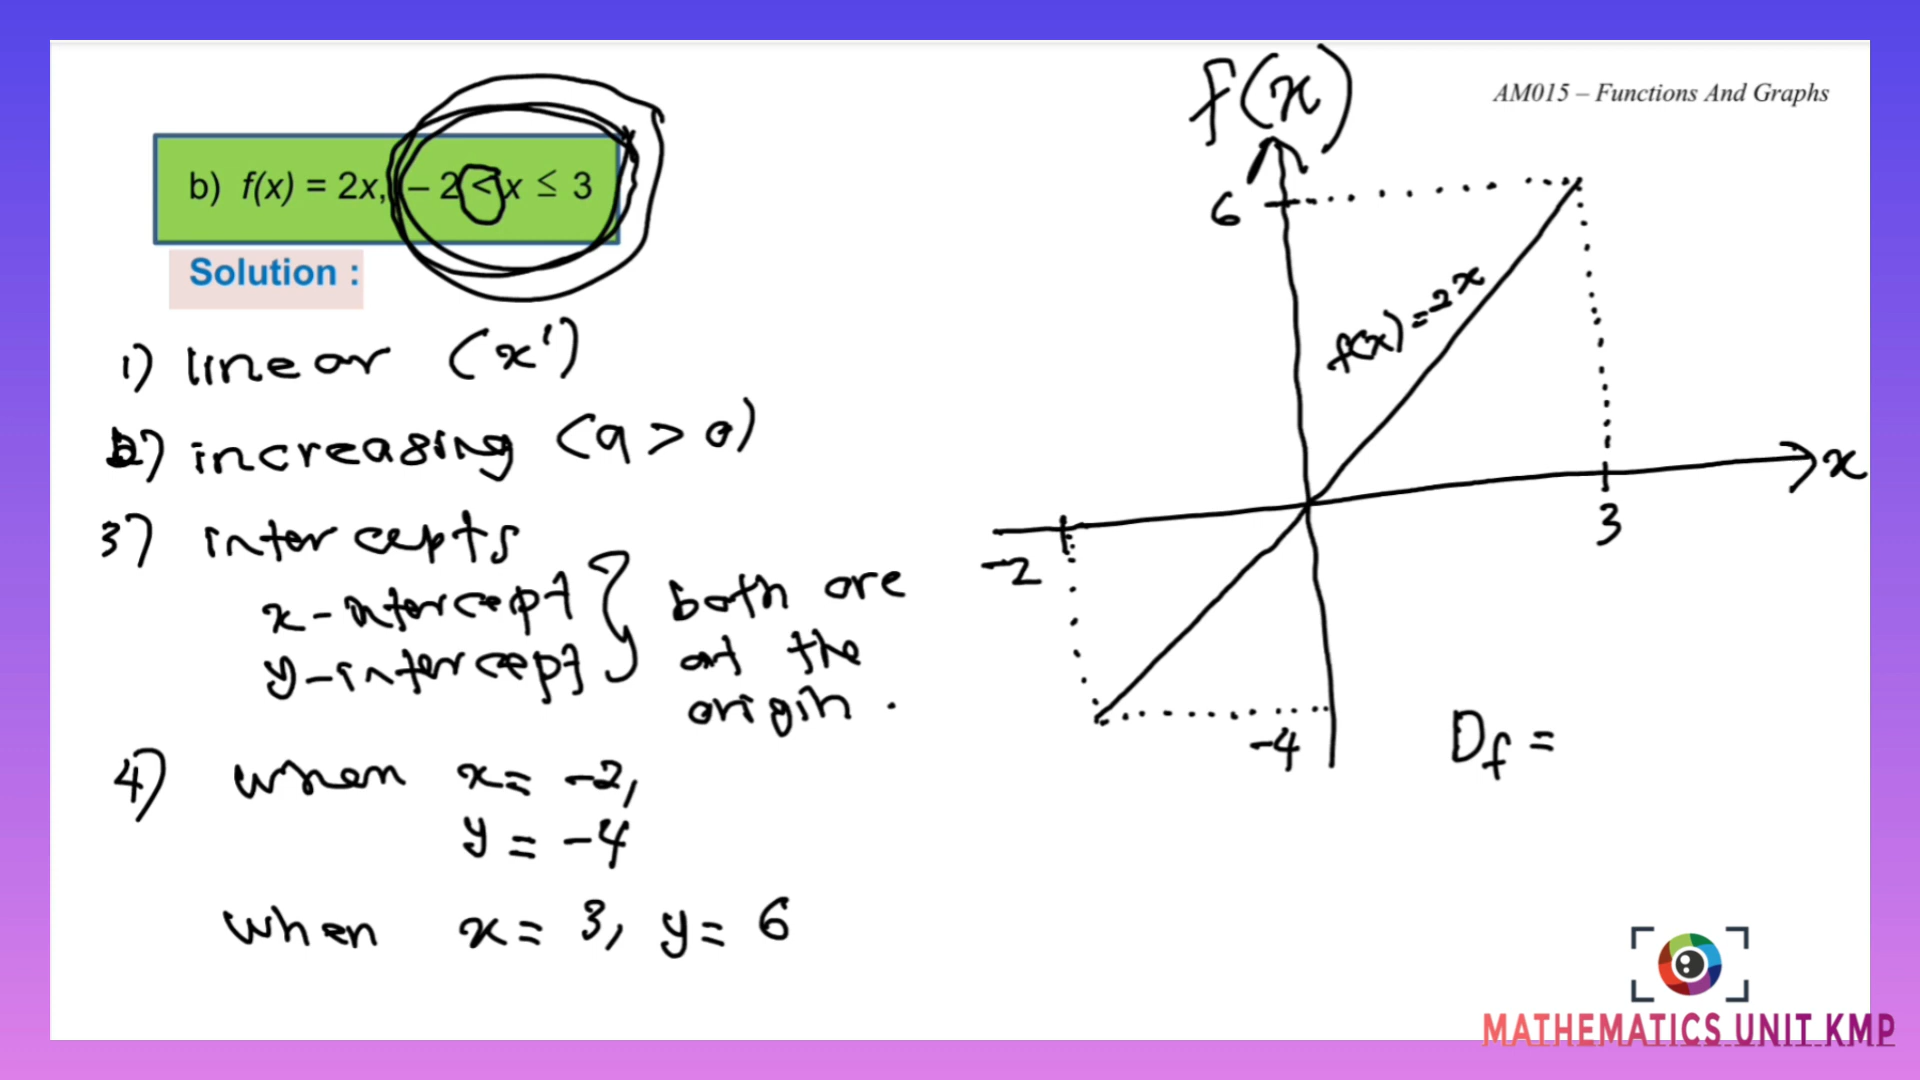 AM015 – Functions And Graphs
b) f(x) = 2x, – 2 < x ≤ 3
Solution :
1) linear (x¹)
2) increasing (a > 0)
3) intercepts
x-intercept
y-intercept
both are
at the
origin.
4) when x = -2,
y = -4
when x = 3, y = 6
f(x)
6
f(x) = 2x
x
3
-2
-4
Df =
MATHEMATICS UNIT KMP